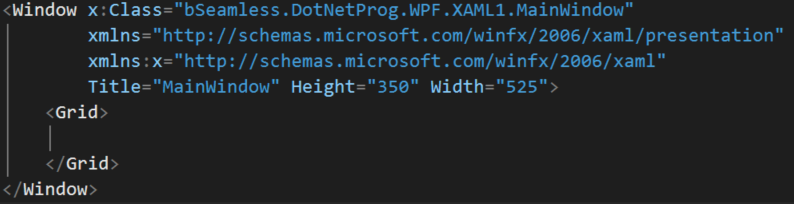 <Window x:Class="bSeamless.DotNetProg.WPF.XAML1.MainWindow"
xmlns="http://schemas.microsoft.com/winfx/2006/xaml/presentation"
xmlns:x="http://schemas.microsoft.com/winfx/2006/xaml"
Title="MainWindow" Height="350" Width="525">
<Grid>
</Grid>
</Window>